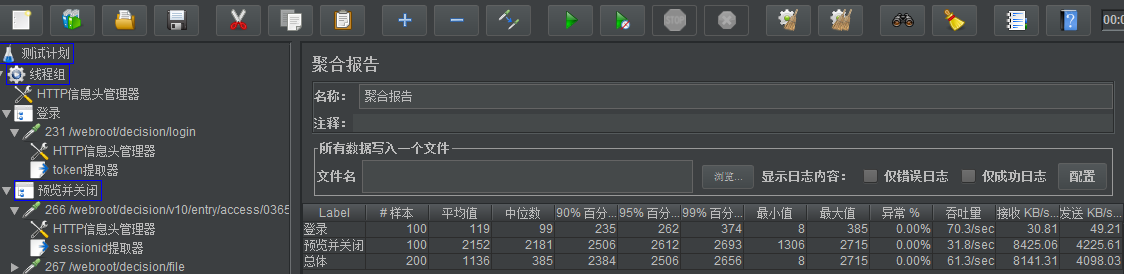 STOP
00:0
测试计划
线程组
HTTP信息头管理器
登录
231 /webroot/decision/login
HTTP信息头管理器
token提取器
预览并关闭
266 /webroot/decision/v10/entry/access/0365
HTTP信息头管理器
sessionid提取器
267 /webroot/decision/file
聚合报告
名称： 聚合报告
注释：
所有数据写入一个文件
文件名 浏览... 显示日志内容： 仅错误日志 仅成功日志 配置
Label # 样本 平均值 中位数 90% 百分... 95% 百分... 99% 百分... 最小值 最大值 异常 % 吞吐量 接收 KB/s... 发送 KB/s...
登录 100 119 99 235 262 374 8 385 0.00% 70.3/sec 30.81 49.21
预览并关闭 100 2152 2181 2506 2612 2693 1306 2715 0.00% 31.8/sec 8425.06 4225.61
总体 200 1136 385 2384 2506 2656 8 2715 0.00% 61.3/sec 8141.31 4098.03